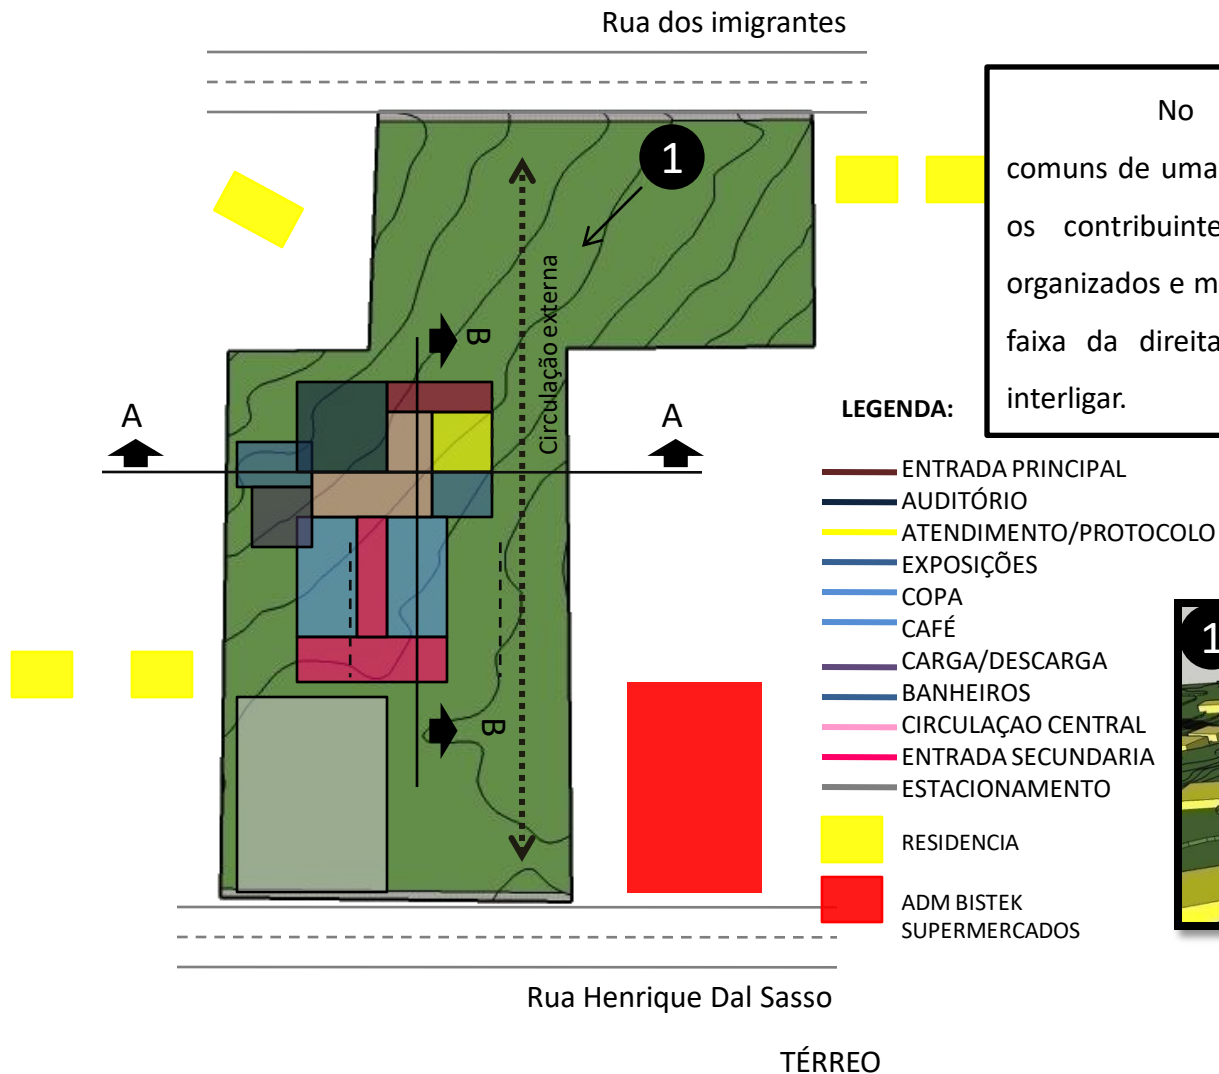 Rua dos imigrantes
1
No
comuns de uma
os contribuinte
organizados e m
faixa da direita
interligar.
Circulação externa
B
A
A
LEGENDA:
ENTRADA PRINCIPAL
AUDITÓRIO
ATENDIMENTO/PROTOCOLO
EXPOSIÇÕES
COPA
CAFÉ
CARGA/DESCARGA
BANHEIROS
CIRCULAÇAO CENTRAL
ENTRADA SECUNDARIA
ESTACIONAMENTO
RESIDENCIA
ADM BISTEK
SUPERMERCADOS
1
B
Rua Henrique Dal Sasso
TÉRREO